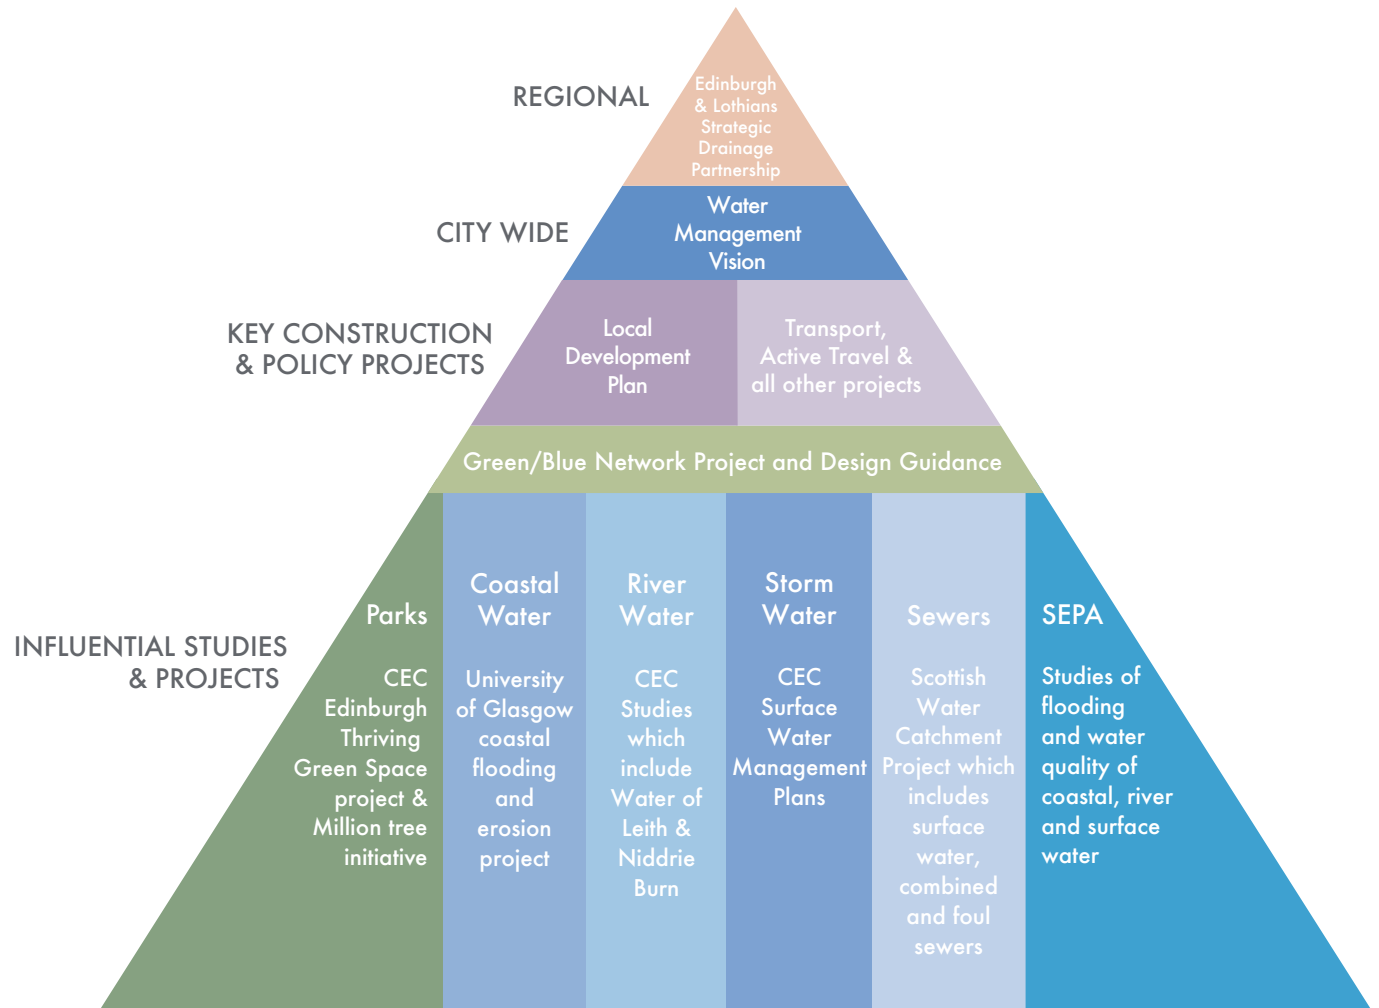 REGIONAL
Edinburgh
& Lothians
Strategic
Drainage
Partnership
CITY WIDE
Water
Management
Vision
KEY CONSTRUCTION
& POLICY PROJECTS
Local
Development
Plan
Transport,
Active Travel &
all other projects
Green/Blue Network Project and Design Guidance
INFLUENTIAL STUDIES
& PROJECTS
Parks
CEC
Edinburgh
Thriving
Green Space
project &
Million tree
initiative
Coastal
Water
University
of Glasgow
coastal
flooding
and
erosion
project
River
Water
CEC
Studies
which
include
Water of
Leith &
Niddrie
Burn
Storm
Water
CEC
Surface
Water
Management
Plans
Sewers
Scottish
Water
Catchment
Project which
includes
surface
water,
combined
and foul
sewers
SEPA
Studies of
flooding
and water
quality of
coastal, river
and surface
water